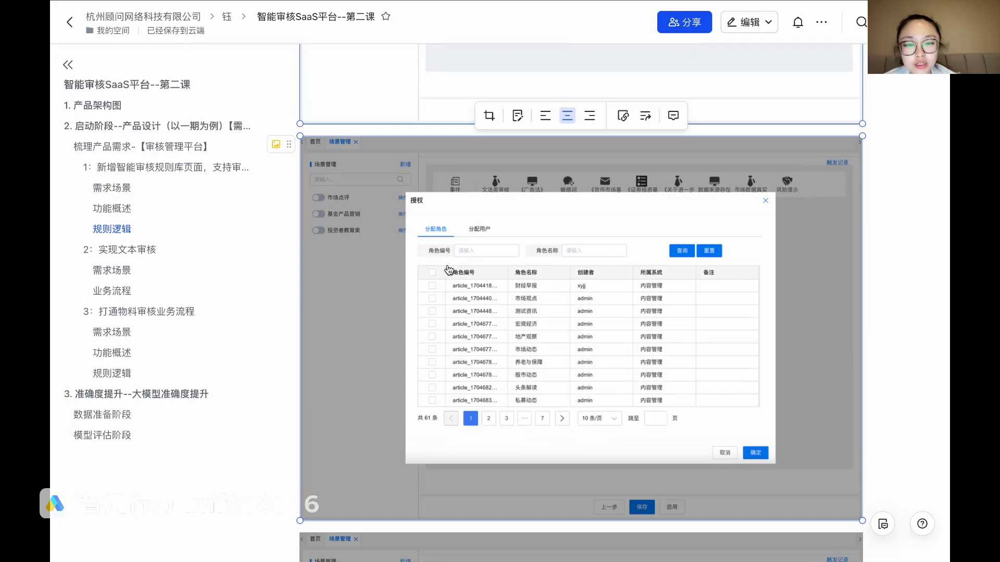 杭州顾问网络科技有限公司 > 钰 > 智能审核SaaS平台--第二课
我的空间 | 已经保存到云端
分享
编辑
智能审核SaaS平台--第二课
1. 产品架构图
2. 启动阶段--产品设计（以一期为例）【需...
梳理产品需求-【审核管理平台】
1：新增智能审核规则库页面，支持审...
需求场景
功能概述
规则逻辑
2：实现文本审核
需求场景
业务流程
3：打通物料审核业务流程
需求场景
功能概述
规则逻辑
3. 准确度提升--大模型准确度提升
数据准备阶段
模型评估阶段
首页 场景管理
场景管理 新增
触发记录
请输入...
事件 文法类审核 《广告法》 敏感词 《货币市场基 《证券投资基 《关于进一步 数据来源存在 市场数据真实 风险提示
市场点评
基金产品营销
投资者教育类
授权
分配角色 分配用户
角色编号 请输入 角色名称 请输入 查询 重置
角色编号 角色名称 创建者 所属系统 备注
article_1704418... 财经早报 xyjj 内容管理
article_1704440... 市场观点 admin 内容管理
article_1704448... 测试资讯 admin 内容管理
article_1704677... 宏观经济 admin 内容管理
article_1704677... 地产观察 admin 内容管理
article_1704677... 市场动态 admin 内容管理
article_1704678... 养老与保障 admin 内容管理
article_1704678... 股市动态 admin 内容管理
article_1704682... 头条解读 admin 内容管理
article_1704683... 私募动态 admin 内容管理
共 61 条 1 2 3 ... 7 10 条/页 跳至 页
取消 确定
上一步 保存 启用
6
首页 场景管理
场景管理 新增
触发记录